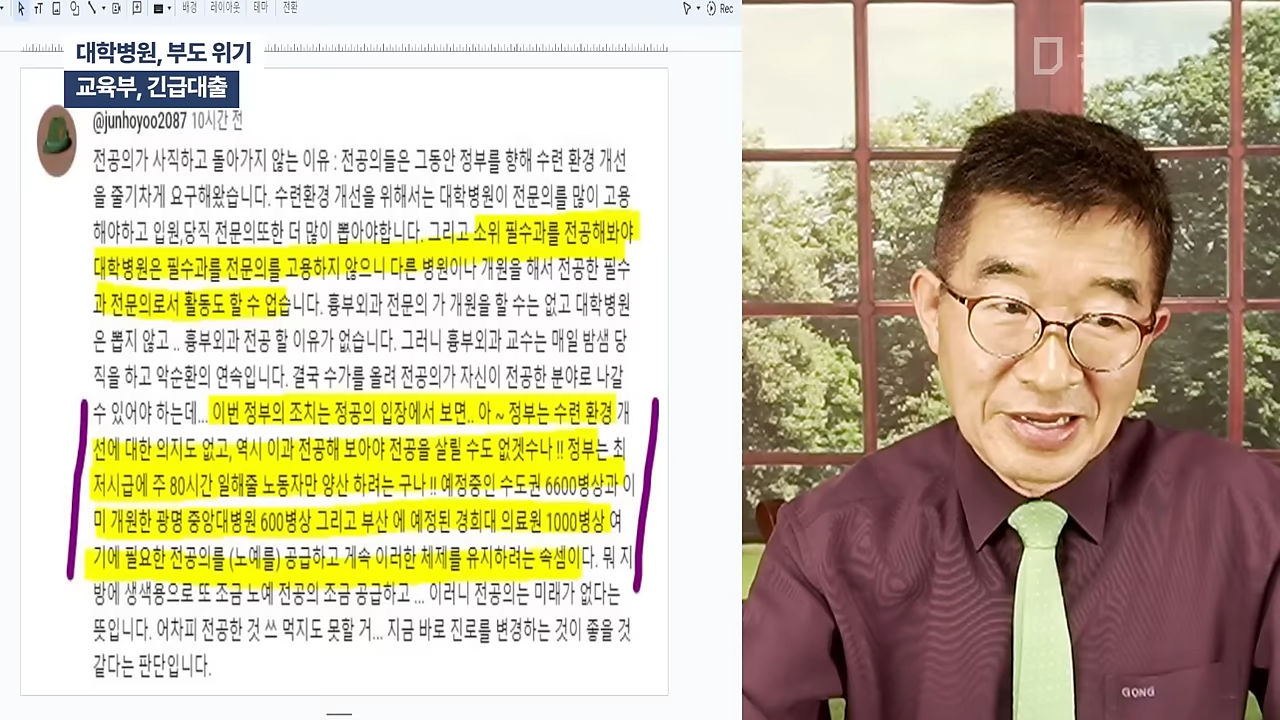 배경 레이아웃 테마 전환
Rec
대학병원, 부도 위기
교육부, 긴급대출
@junhoyoo2087 10시간 전
전공의가 사직하고 돌아가지 않는 이유 : 전공의들은 그동안 정부를 향해 수련 환경 개선
을 줄기차게 요구해왔습니다. 수련환경 개선을 위해서는 대학병원이 전문의를 많이 고용
해야하고 입원,당직 전문의또한 더 많이 뽑아야합니다. 그리고 소위 필수과를 전공해봐야
대학병원은 필수과를 전문의를 고용하지 않으니 다른 병원이나 개원을 해서 전공한 필수
과 전문의로서 활동도 할 수 업습니다. 흉부외과 전문의 가 개원을 할 수는 없고 대학병원
은 뽑지 않고 .. 흉부외과 전공 할 이유가 없습니다. 그러니 흉부외과 교수는 매일 밤샘 당
직을 하고 악순환의 연속입니다. 결국 수가를 올려 전공의가 자신이 전공한 분야로 나갈
수 있어야 하는데... 이번 정부의 조치는 정공의 입장에서 보면.. 아 ~ 정부는 수련 환경 개
선에 대한 의지도 없고, 역시 이과 전공해 보아야 전공을 살릴 수도 없겟수나 !! 정부는 최
저시급에 주 80시간 일해줄 노동자만 양산 하려는 구나 !! 예정중인 수도권 6600병상과 이
미 개원한 광명 중앙대병원 600병상 그리고 부산 에 예정된 경희대 의료원 1000병상 여
기에 필요한 전공의를 (노예를) 공급하고 게속 이러한 체제를 유지하려는 속셈이다. 뭐 지
방에 생색용으로 또 조금 노예 전공의 조금 공급하고 ... 이러니 전공의는 미래가 없다는
뜻입니다. 어차피 전공한 것 쓰 먹지도 못할 거... 지금 바로 진로를 변경하는 것이 좋을 것
같다는 판단입니다.
GONG